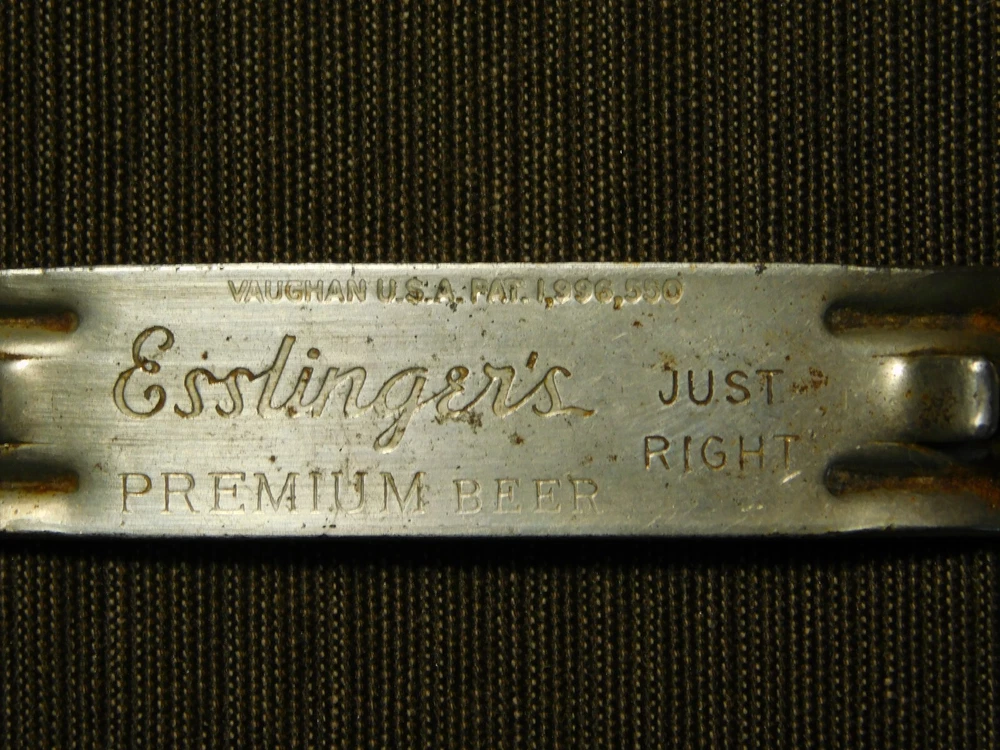 VAUGHAN U.S.A. PAT. 1,996,550
Esslinger's
PREMIUM BEER
JUST
RIGHT